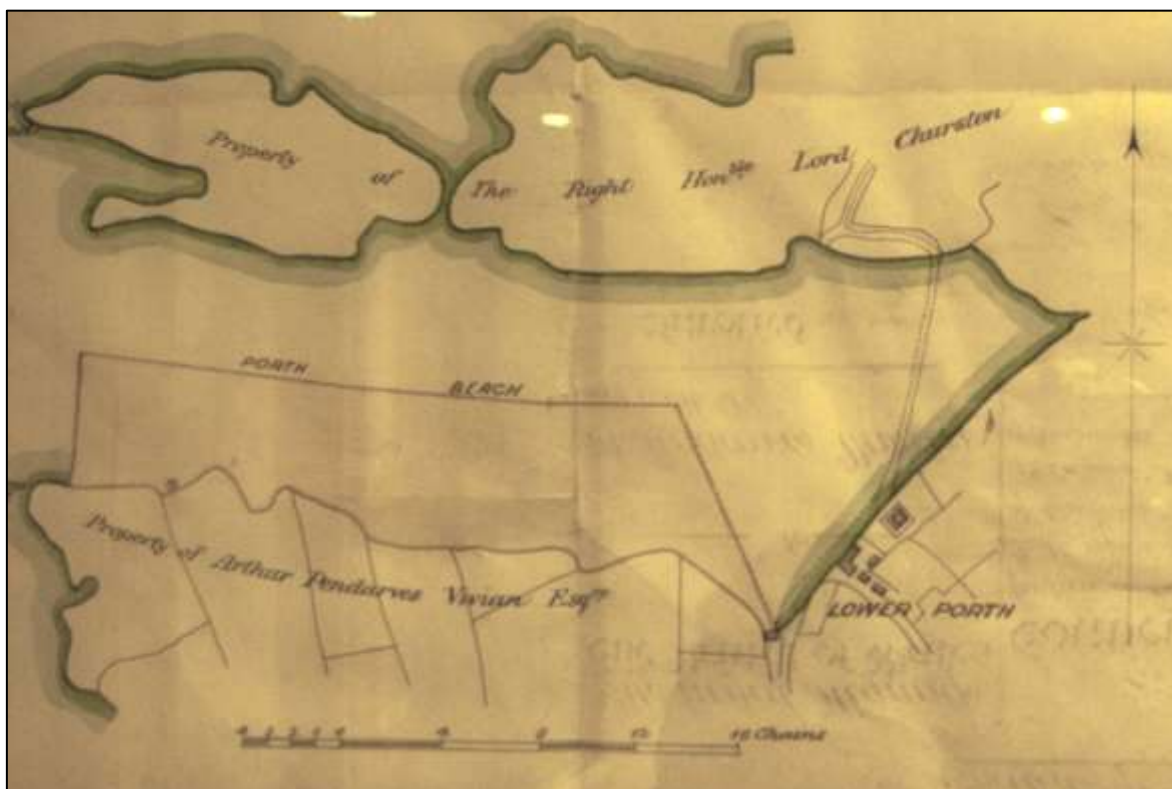 Property of The Right Hon^ble Lord Churston
PORTH BEACH
Property of Arthur Pendarves Vivian Esq^re
LOWER PORTH
16 Chains